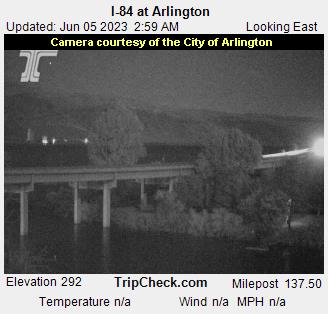 I-84 at Arlington
Updated: Jun 05 2023 2:59 AM Looking East
Camera courtesy of the City of Arlington
Elevation 292 TripCheck.com Milepost 137.50
Temperature n/a Wind n/a MPH n/a